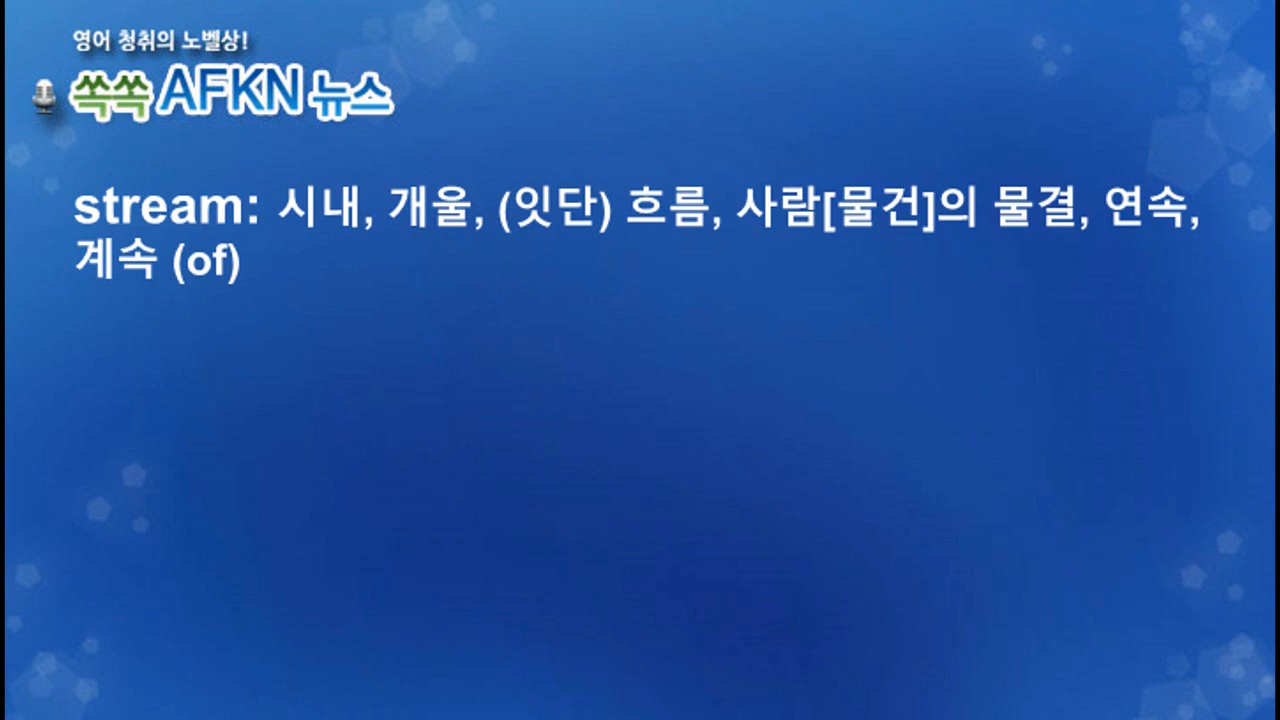 영어 청취의 노벨상!
쏙쏙 AFKN 뉴스
stream: 시내, 개울, (잇단) 흐름, 사람[물건]의 물결, 연속,
계속 (of)